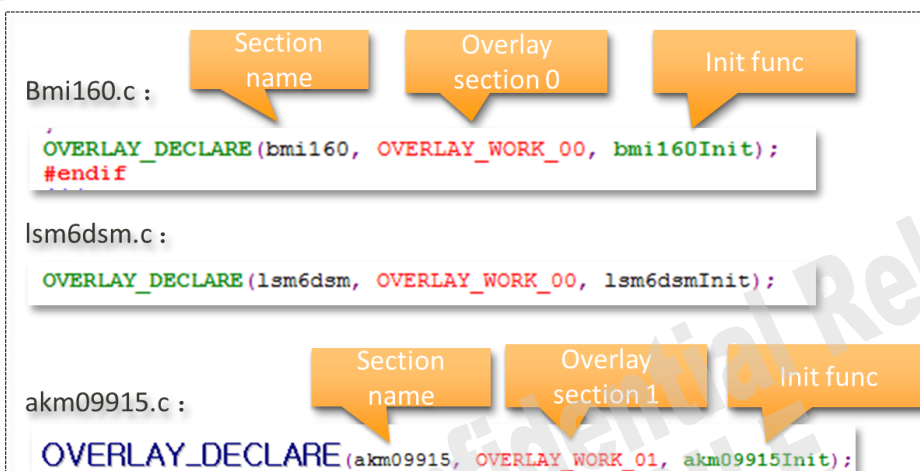 Section name
Overlay section 0
Init func
Bmi160.c :
OVERLAY_DECLARE(bmi160, OVERLAY_WORK_00, bmi160Init);
#endif
lsm6dsm.c :
OVERLAY_DECLARE(lsm6dsm, OVERLAY_WORK_00, lsm6dsmInit);
Section name
Overlay section 1
Init func
akm09915.c :
OVERLAY_DECLARE(akm09915, OVERLAY_WORK_01, akm09915Init);